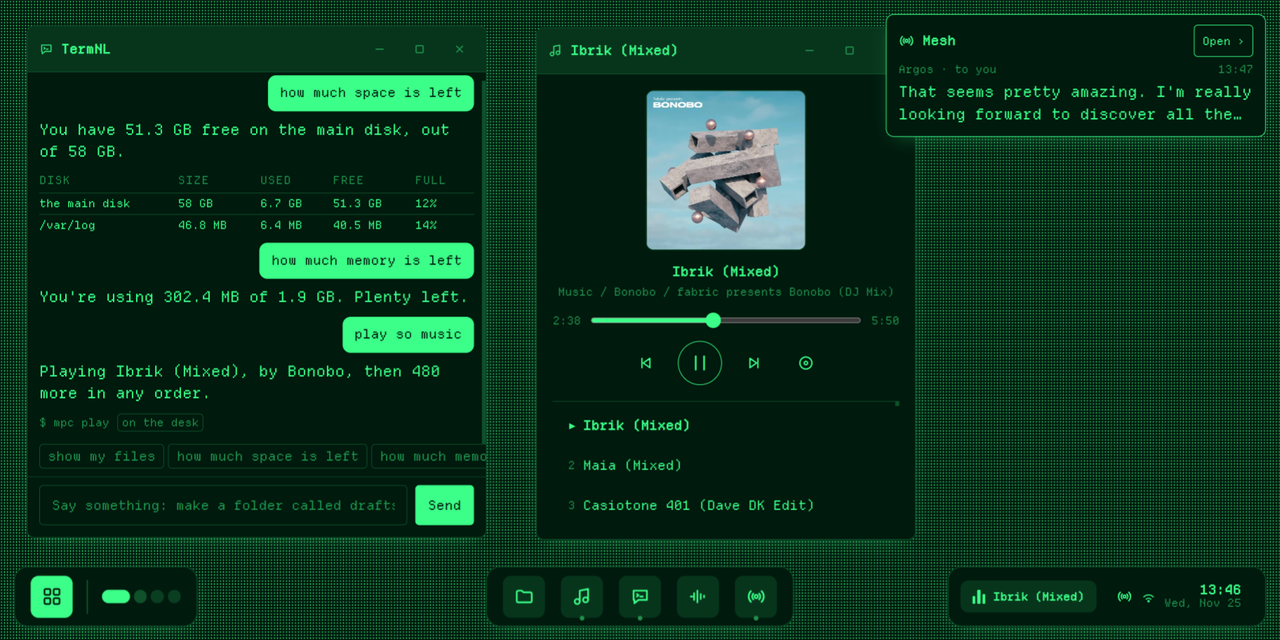 TermNL
how much space is left
You have 51.3 GB free on the main disk, out
of 58 GB.
DISK SIZE USED FREE FULL
the main disk 58 GB 6.7 GB 51.3 GB 12%
/var/log 46.8 MB 6.4 MB 40.5 MB 14%
how much memory is left
You're using 302.4 MB of 1.9 GB. Plenty left.
play so music
Playing Ibrik (Mixed), by Bonobo, then 480
more in any order.
$ mpc play on the desk
show my files how much space is left how much memo
Say something: make a folder called drafts
Send
Ibrik (Mixed)
BONOBO
Ibrik (Mixed)
Music / Bonobo / fabric presents Bonobo (DJ Mix)
2:38 5:50
Ibrik (Mixed)
2 Maia (Mixed)
3 Casiotone 401 (Dave DK Edit)
Mesh
Open ›
Argos · to you 13:47
That seems pretty amazing. I'm really
looking forward to discover all the…
Ibrik (Mixed)
13:46
Wed, Nov 25